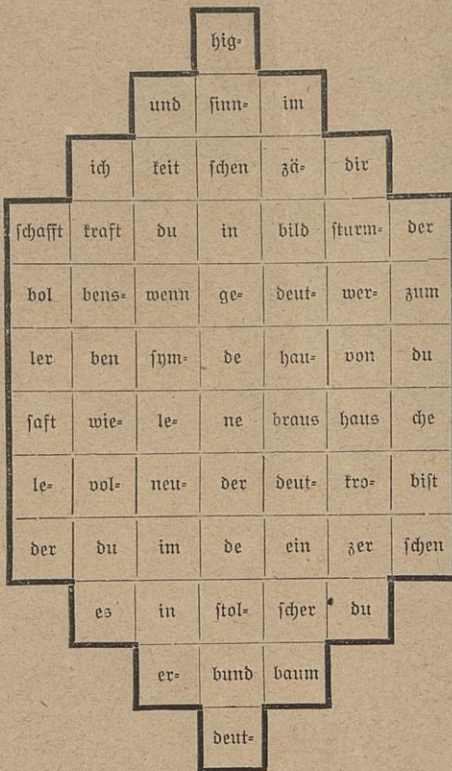 hig-
und sinn- im
ich keit schen zä- dir
schafft kraft du in bild sturm- der
bol bens- wenn ge- deut- wer- zum
ler ben sym- de hau- von du
saft wie- le- ne braus haus che
le- vol- neu- der deut- kro- bist
der du im de ein zer schen
es in stol- scher du
er- bund baum
deut-